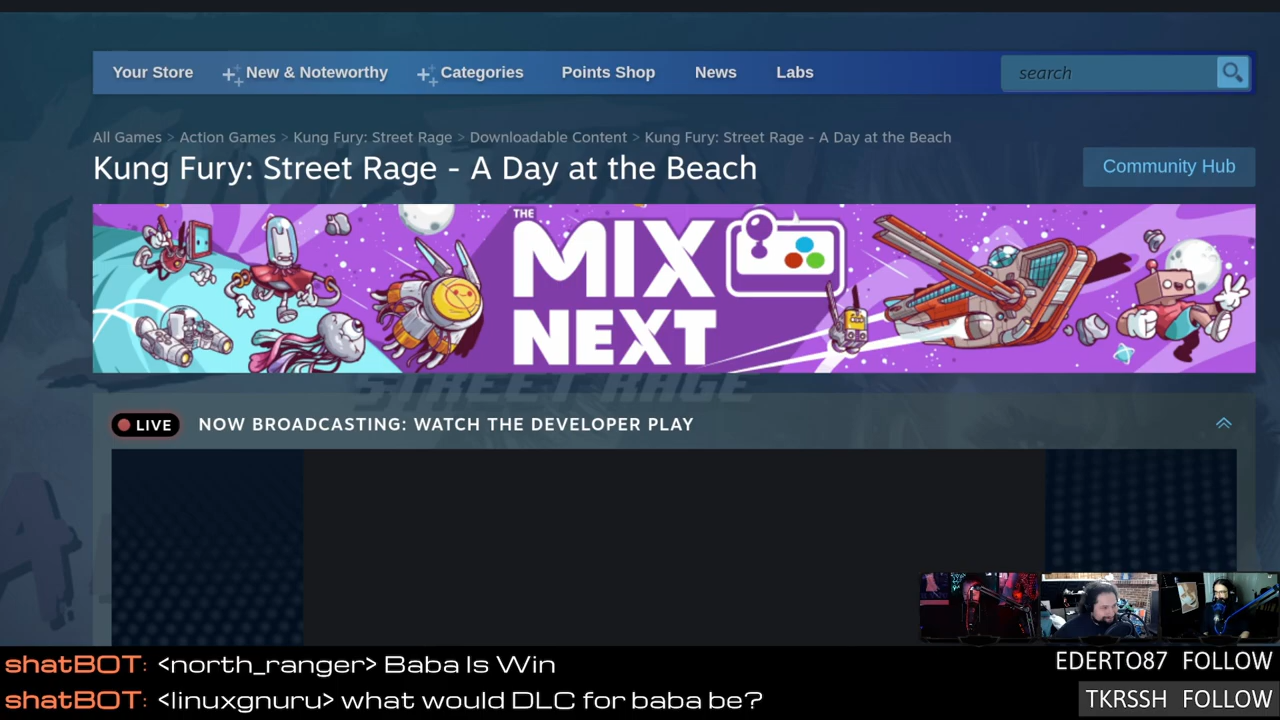 Your Store New & Noteworthy Categories Points Shop News Labs search
All Games > Action Games > Kung Fury: Street Rage > Downloadable Content > Kung Fury: Street Rage - A Day at the Beach
Kung Fury: Street Rage - A Day at the Beach
Community Hub
THE
MIX
NEXT
STREET RAGE
LIVE NOW BROADCASTING: WATCH THE DEVELOPER PLAY
shatBOT: <north_ranger> Baba Is Win
EDERTO87 FOLLOW
shatBOT: <linuxgnuru> what would DLC for baba be?
TKRSSH FOLLOW